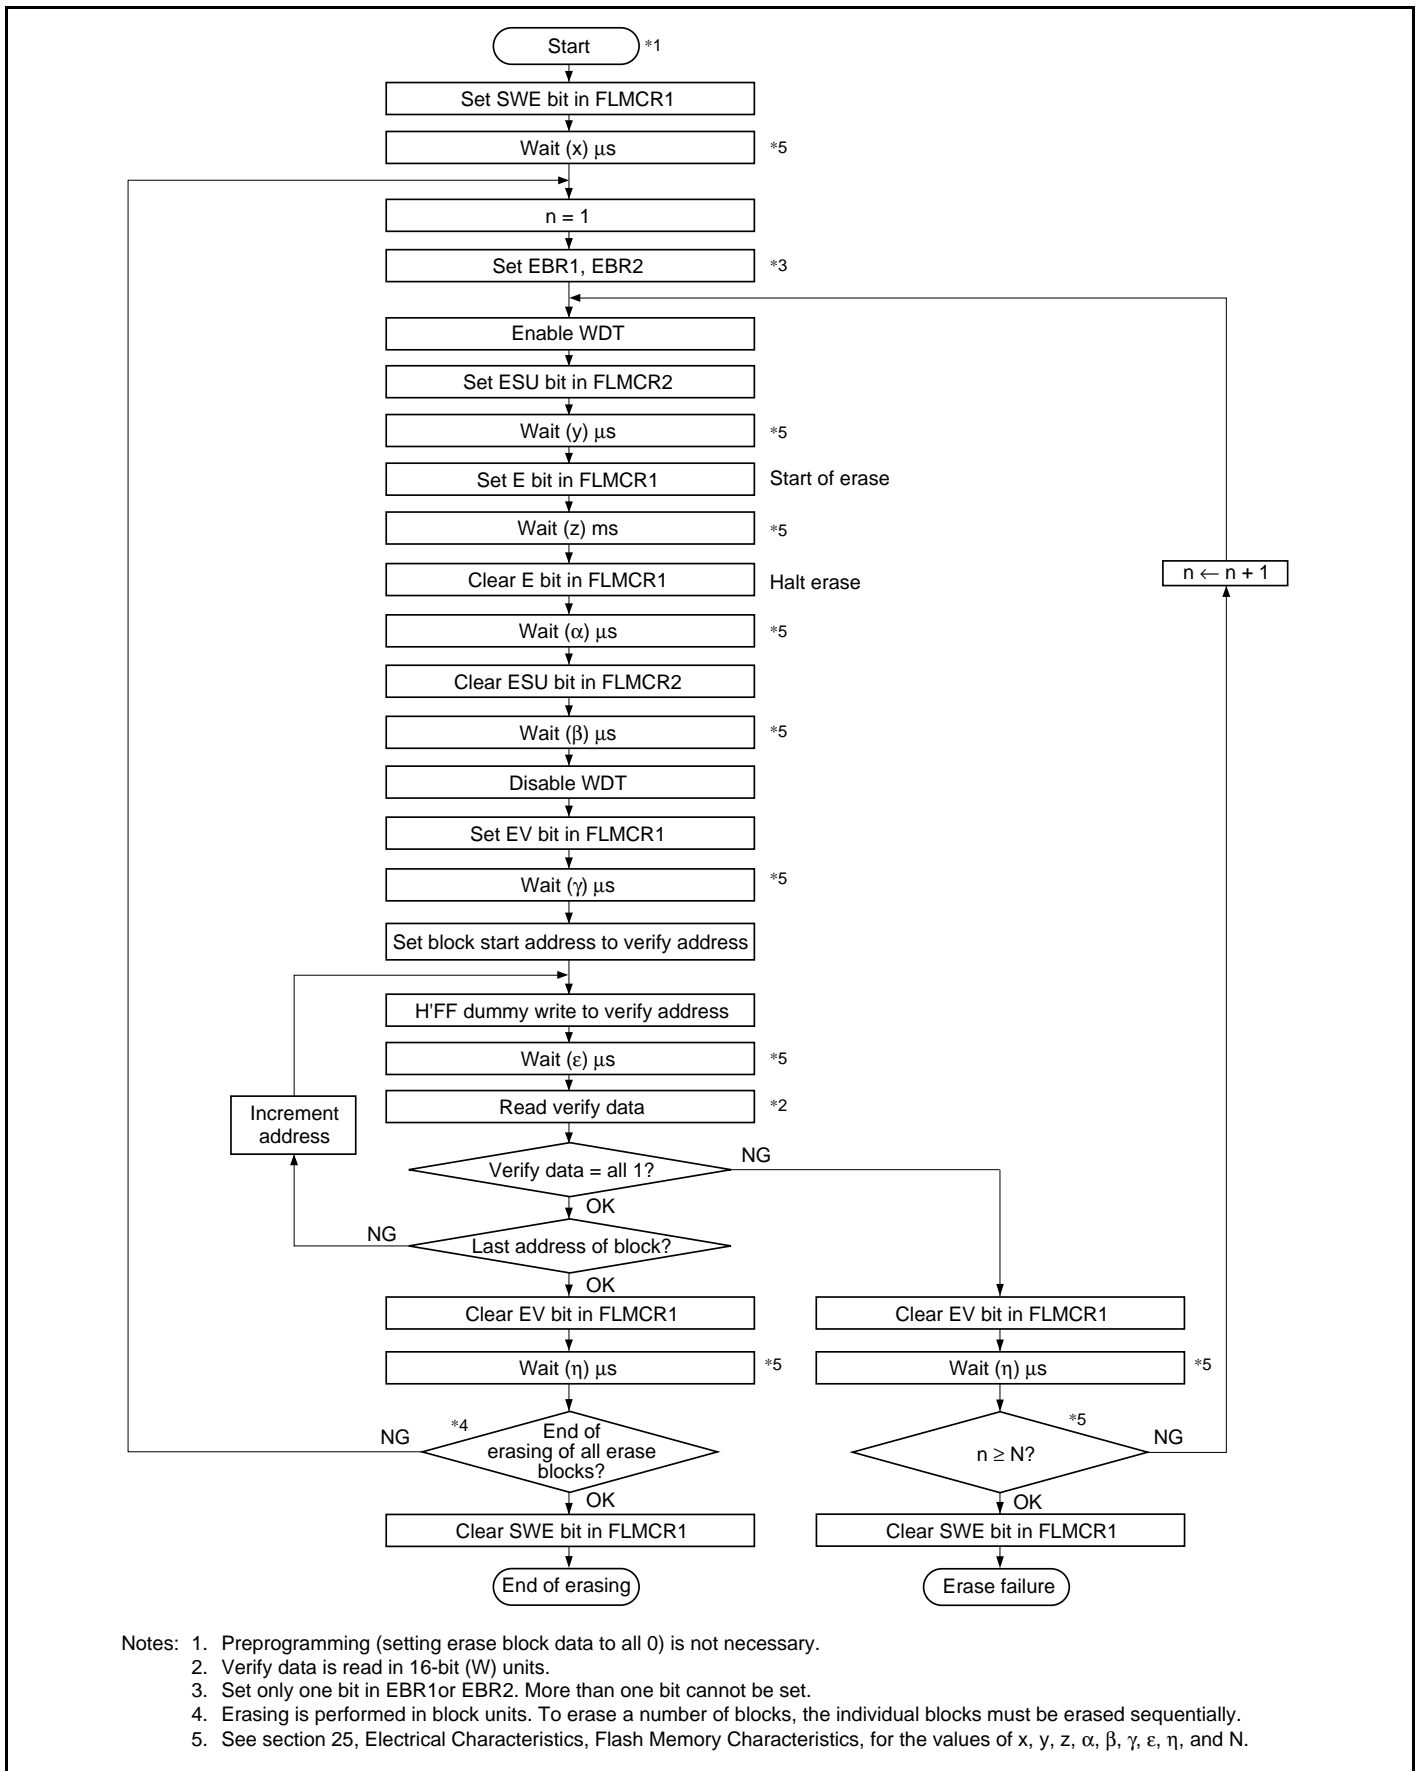 Start *1
Set SWE bit in FLMCR1
Wait (x) μs *5
n = 1
Set EBR1, EBR2 *3
Enable WDT
Set ESU bit in FLMCR2
Wait (y) μs *5
Set E bit in FLMCR1 Start of erase
Wait (z) ms *5
n ← n + 1
Clear E bit in FLMCR1 Halt erase
Wait (α) μs *5
Clear ESU bit in FLMCR2
Wait (β) μs *5
Disable WDT
Set EV bit in FLMCR1
Wait (γ) μs *5
Set block start address to verify address
H'FF dummy write to verify address
Wait (ε) μs *5
Increment
address
Read verify data *2
Verify data = all 1? NG
OK
NG Last address of block?
OK
Clear EV bit in FLMCR1 Clear EV bit in FLMCR1
Wait (η) μs *5 Wait (η) μs *5
NG *4 End of
erasing of all erase
blocks?
*5 n ≥ N? NG
OK OK
Clear SWE bit in FLMCR1 Clear SWE bit in FLMCR1
End of erasing Erase failure
Notes: 1. Preprogramming (setting erase block data to all 0) is not necessary.
2. Verify data is read in 16-bit (W) units.
3. Set only one bit in EBR1or EBR2. More than one bit cannot be set.
4. Erasing is performed in block units. To erase a number of blocks, the individual blocks must be erased sequentially.
5. See section 25, Electrical Characteristics, Flash Memory Characteristics, for the values of x, y, z, α, β, γ, ε, η, and N.